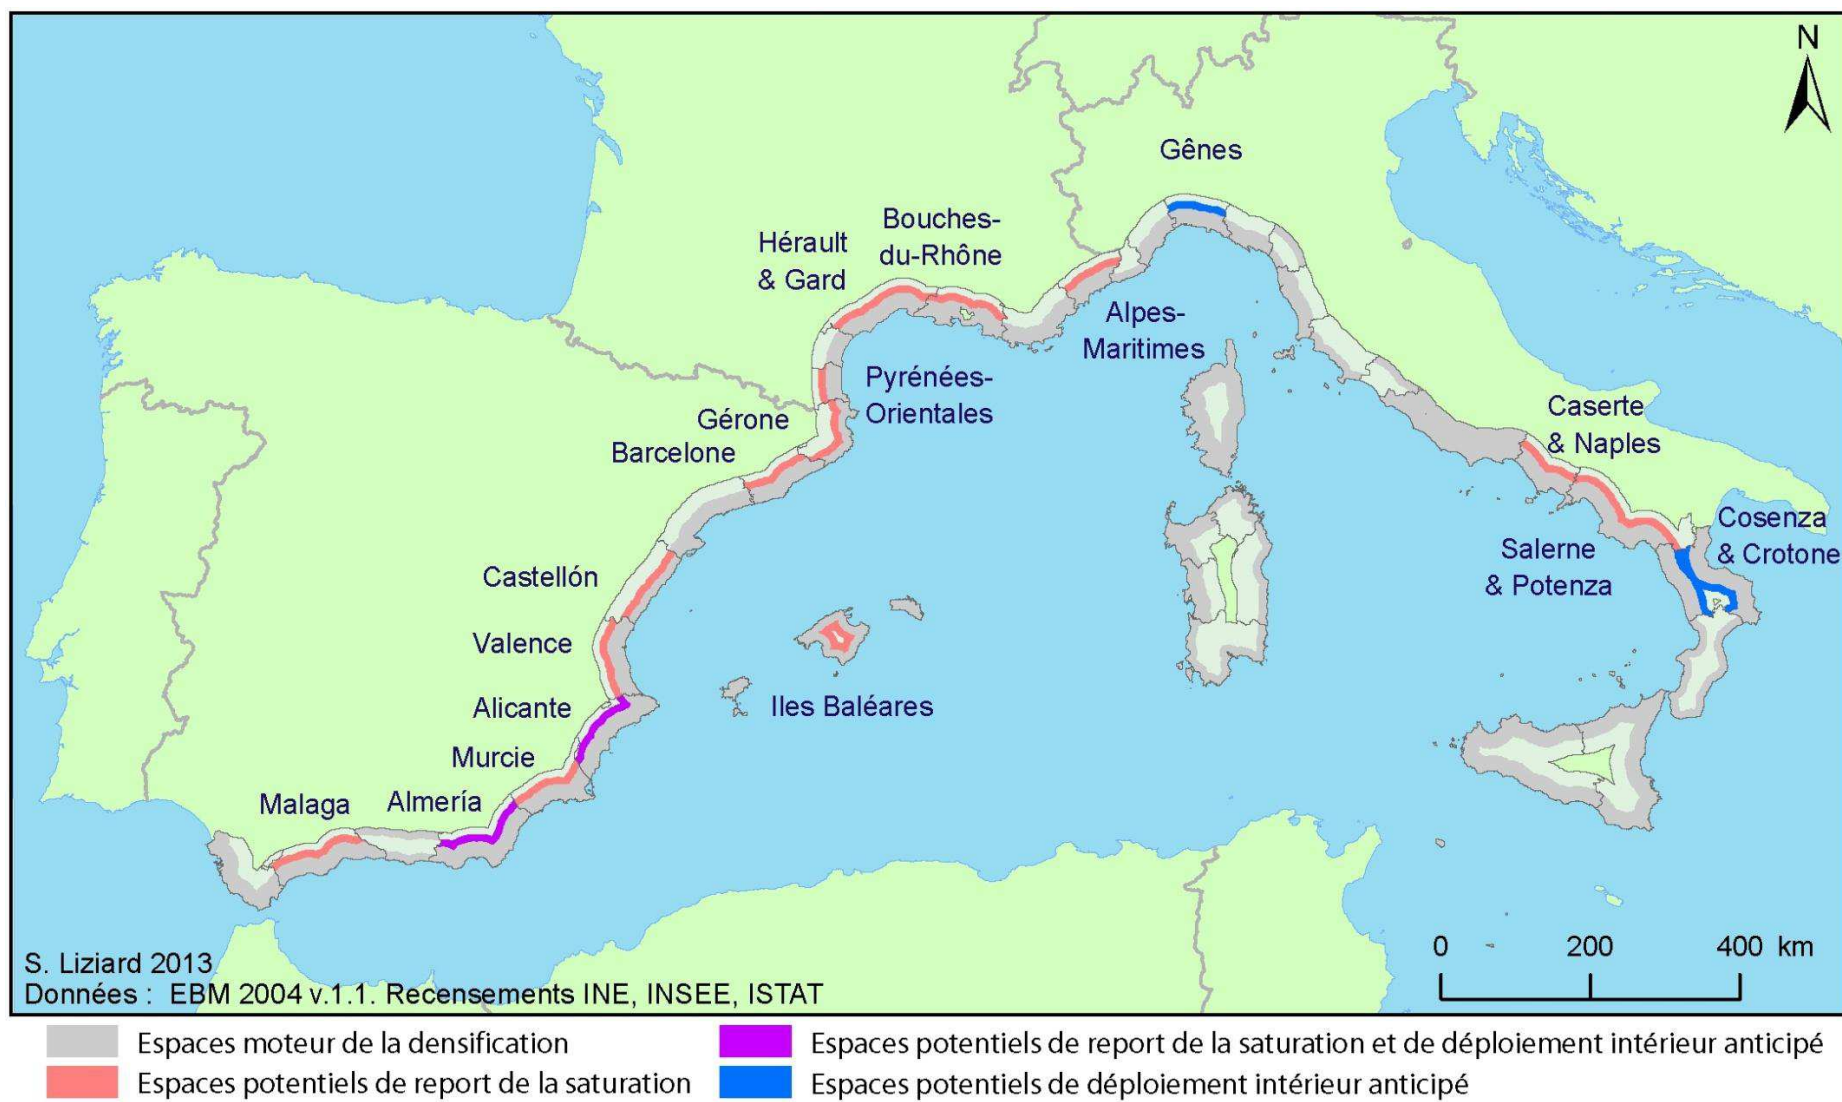 N
Gênes
Bouches-
du-Rhône
Hérault
& Gard
Alpes-
Maritimes
Pyrénées-
Orientales
Gérone
Barcelone
Caserte
& Naples
Cosenza
& Crotone
Salerne
& Potenza
Castellón
Valence
Iles Baléares
Alicante
Murcie
Almería
Malaga
0 200 400 km
S. Liziard 2013
Données : EBM 2004 v.1.1. Recensements INE, INSEE, ISTAT
Espaces moteur de la densification
Espaces potentiels de report de la saturation
Espaces potentiels de report de la saturation et de déploiement intérieur anticipé
Espaces potentiels de déploiement intérieur anticipé